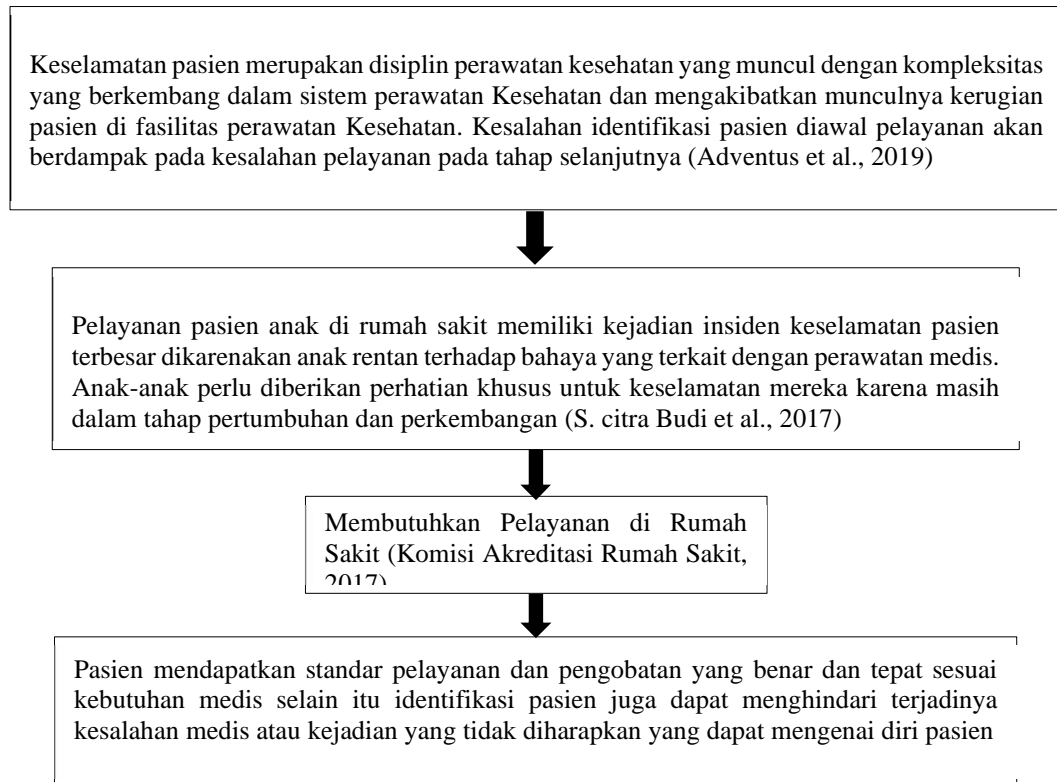 Keselamatan pasien merupakan disiplin perawatan kesehatan yang muncul dengan kompleksitas
yang berkembang dalam sistem perawatan Kesehatan dan mengakibatkan munculnya kerugian
pasien di fasilitas perawatan Kesehatan. Kesalahan identifikasi pasien diawal pelayanan akan
berdampak pada kesalahan pelayanan pada tahap selanjutnya (Adventus et al., 2019)
Pelayanan pasien anak di rumah sakit memiliki kejadian insiden keselamatan pasien
terbesar dikarenakan anak rentan terhadap bahaya yang terkait dengan perawatan medis.
Anak-anak perlu diberikan perhatian khusus untuk keselamatan mereka karena masih
dalam tahap pertumbuhan dan perkembangan (S. citra Budi et al., 2017)
Membutuhkan Pelayanan di Rumah
Sakit (Komisi Akreditasi Rumah Sakit,
2017)
Pasien mendapatkan standar pelayanan dan pengobatan yang benar dan tepat sesuai
kebutuhan medis selain itu identifikasi pasien juga dapat menghindari terjadinya
kesalahan medis atau kejadian yang tidak diharapkan yang dapat mengenai diri pasien